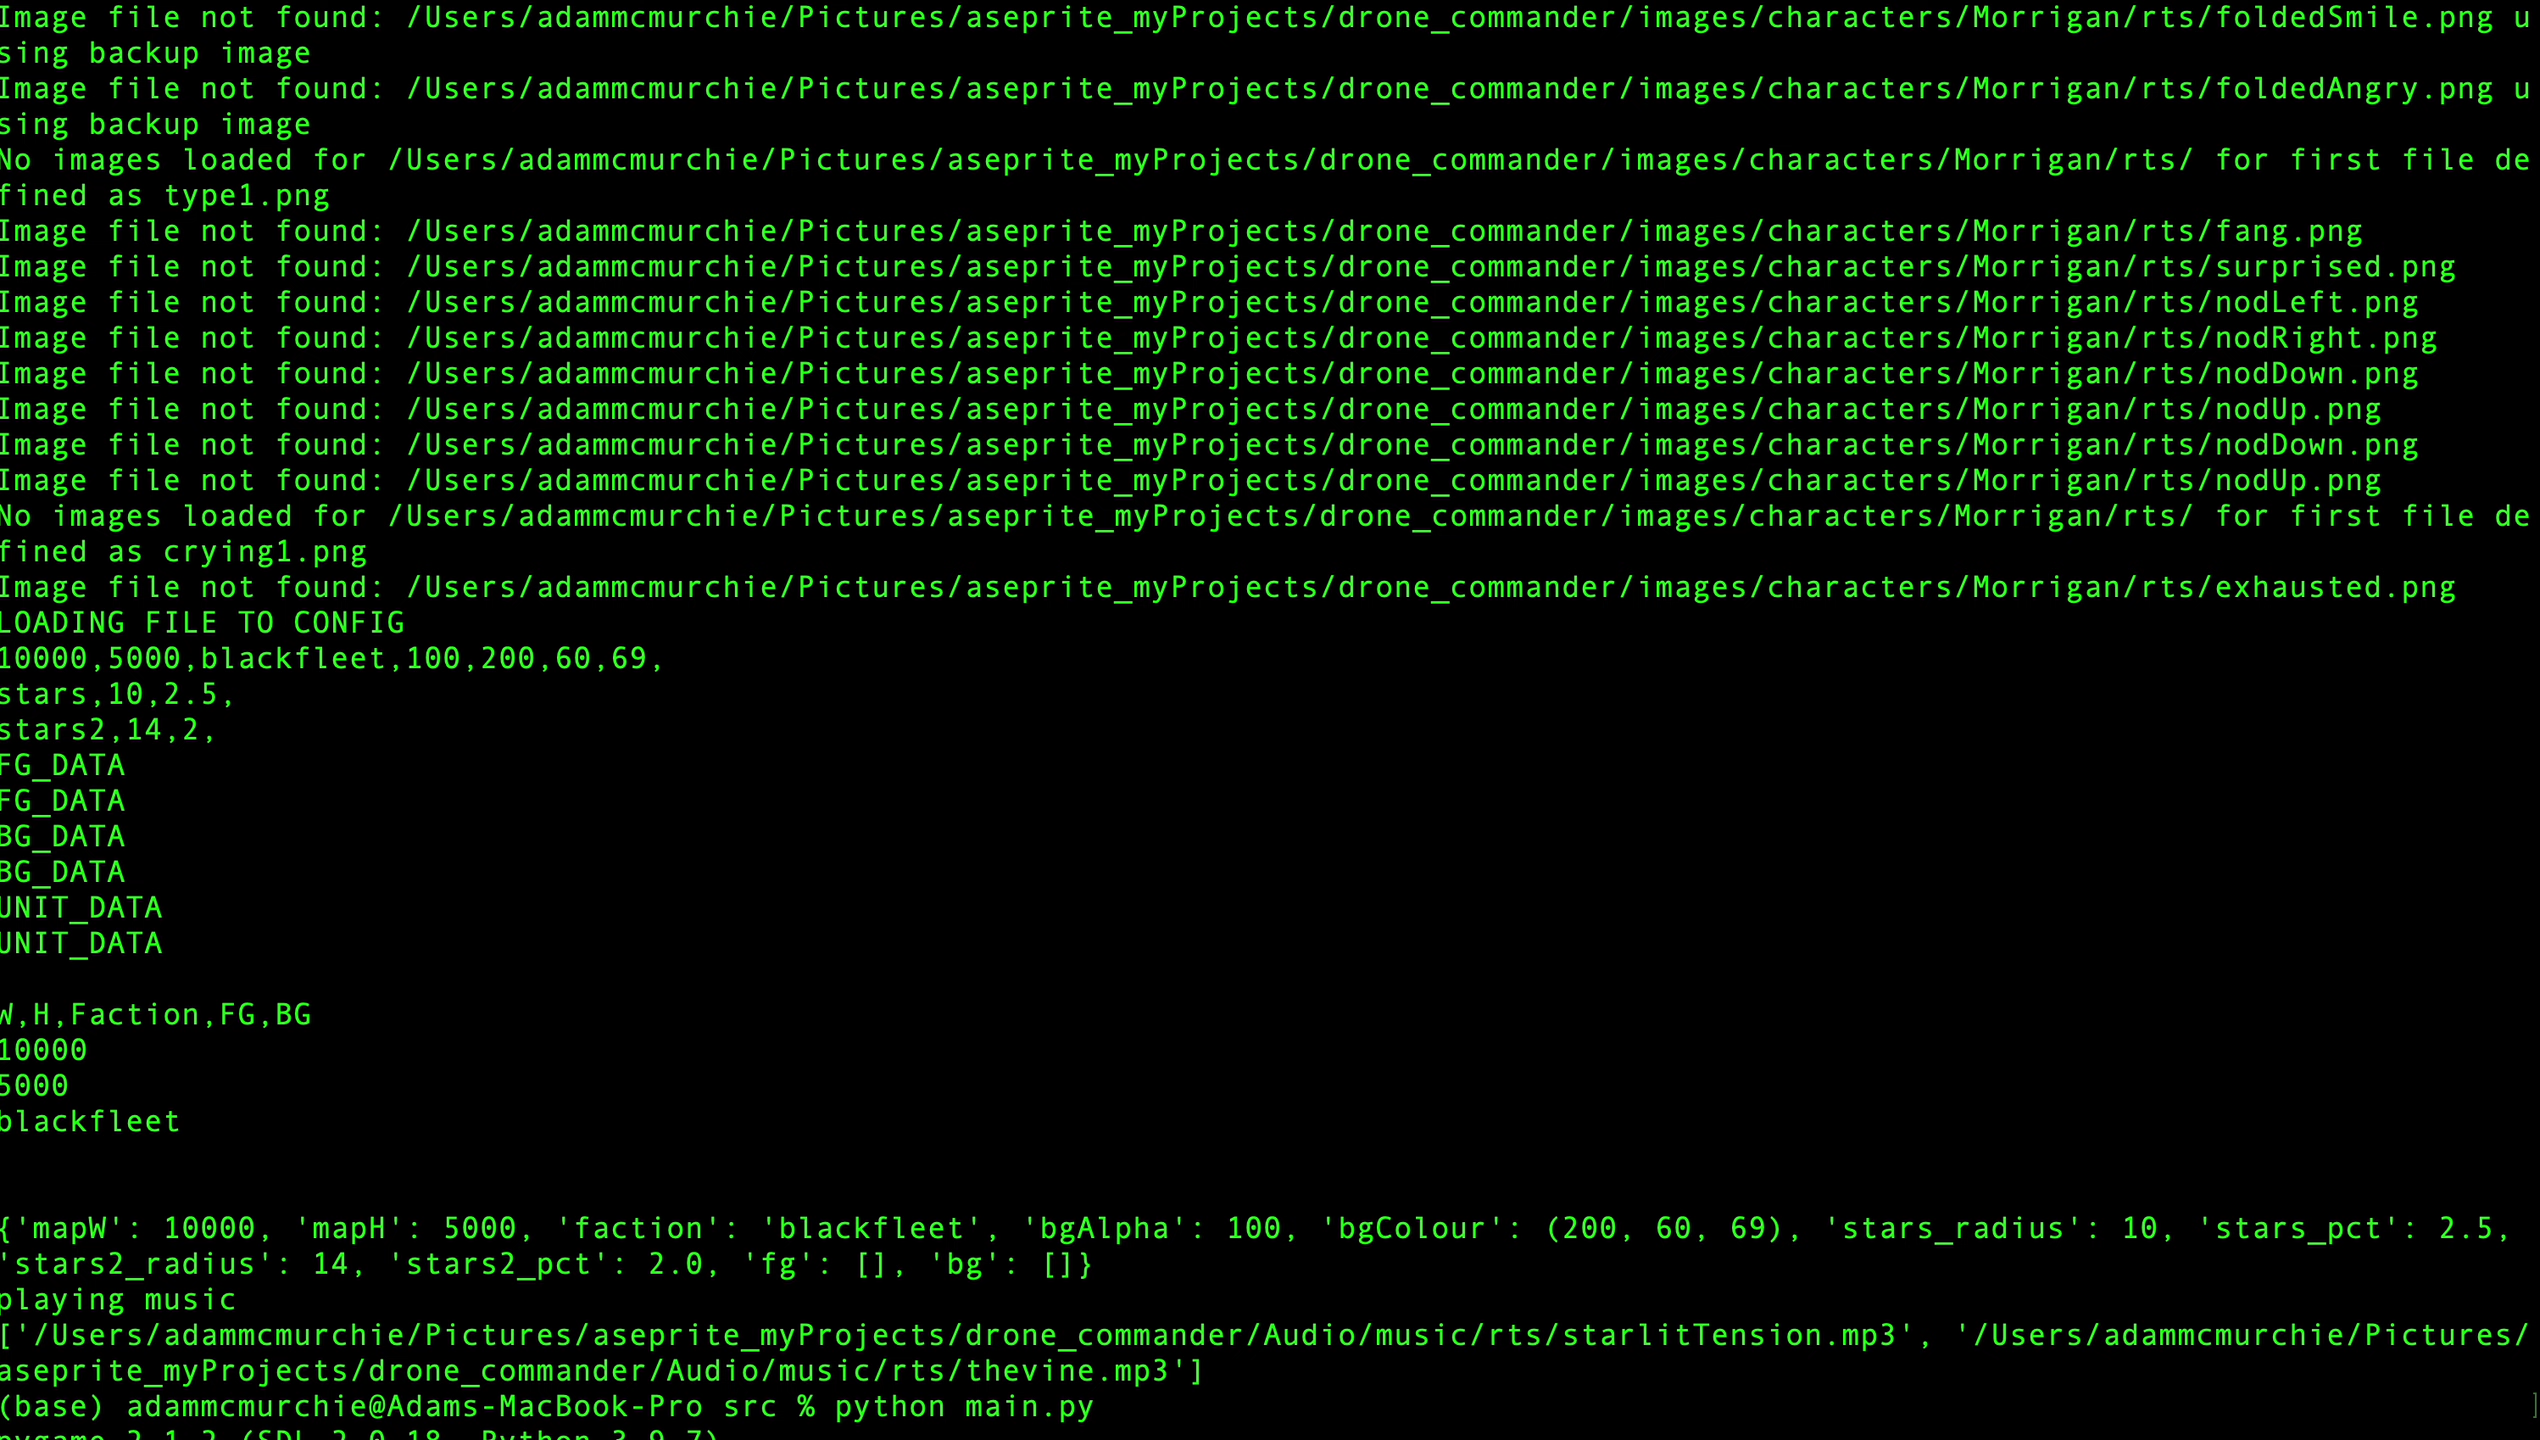 Image file not found: /Users/adammcmurchie/Pictures/aseprite_myProjects/drone_commander/images/characters/Morrigan/rts/foldedSmile.png u
sing backup image
Image file not found: /Users/adammcmurchie/Pictures/aseprite_myProjects/drone_commander/images/characters/Morrigan/rts/foldedAngry.png u
sing backup image
No images loaded for /Users/adammcmurchie/Pictures/aseprite_myProjects/drone_commander/images/characters/Morrigan/rts/ for first file de
fined as type1.png
Image file not found: /Users/adammcmurchie/Pictures/aseprite_myProjects/drone_commander/images/characters/Morrigan/rts/fang.png
Image file not found: /Users/adammcmurchie/Pictures/aseprite_myProjects/drone_commander/images/characters/Morrigan/rts/surprised.png
Image file not found: /Users/adammcmurchie/Pictures/aseprite_myProjects/drone_commander/images/characters/Morrigan/rts/nodLeft.png
Image file not found: /Users/adammcmurchie/Pictures/aseprite_myProjects/drone_commander/images/characters/Morrigan/rts/nodRight.png
Image file not found: /Users/adammcmurchie/Pictures/aseprite_myProjects/drone_commander/images/characters/Morrigan/rts/nodDown.png
Image file not found: /Users/adammcmurchie/Pictures/aseprite_myProjects/drone_commander/images/characters/Morrigan/rts/nodUp.png
Image file not found: /Users/adammcmurchie/Pictures/aseprite_myProjects/drone_commander/images/characters/Morrigan/rts/nodDown.png
Image file not found: /Users/adammcmurchie/Pictures/aseprite_myProjects/drone_commander/images/characters/Morrigan/rts/nodUp.png
No images loaded for /Users/adammcmurchie/Pictures/aseprite_myProjects/drone_commander/images/characters/Morrigan/rts/ for first file de
fined as crying1.png
Image file not found: /Users/adammcmurchie/Pictures/aseprite_myProjects/drone_commander/images/characters/Morrigan/rts/exhausted.png
LOADING FILE TO CONFIG
10000,5000,blackfleet,100,200,60,69,
stars,10,2.5,
stars2,14,2,
FG_DATA
FG_DATA
BG_DATA
BG_DATA
UNIT_DATA
UNIT_DATA
W,H,Faction,FG,BG
10000
5000
blackfleet
{'mapW': 10000, 'mapH': 5000, 'faction': 'blackfleet', 'bgAlpha': 100, 'bgColour': (200, 60, 69), 'stars_radius': 10, 'stars_pct': 2.5,
'stars2_radius': 14, 'stars2_pct': 2.0, 'fg': [], 'bg': []}
playing music
['/Users/adammcmurchie/Pictures/aseprite_myProjects/drone_commander/Audio/music/rts/starlitTension.mp3', '/Users/adammcmurchie/Pictures/
aseprite_myProjects/drone_commander/Audio/music/rts/thevine.mp3']
(base) adammcmurchie@Adams-MacBook-Pro src % python main.py
pygame 2.1.2 (SDL 2.0.18, Python 3.9.7)